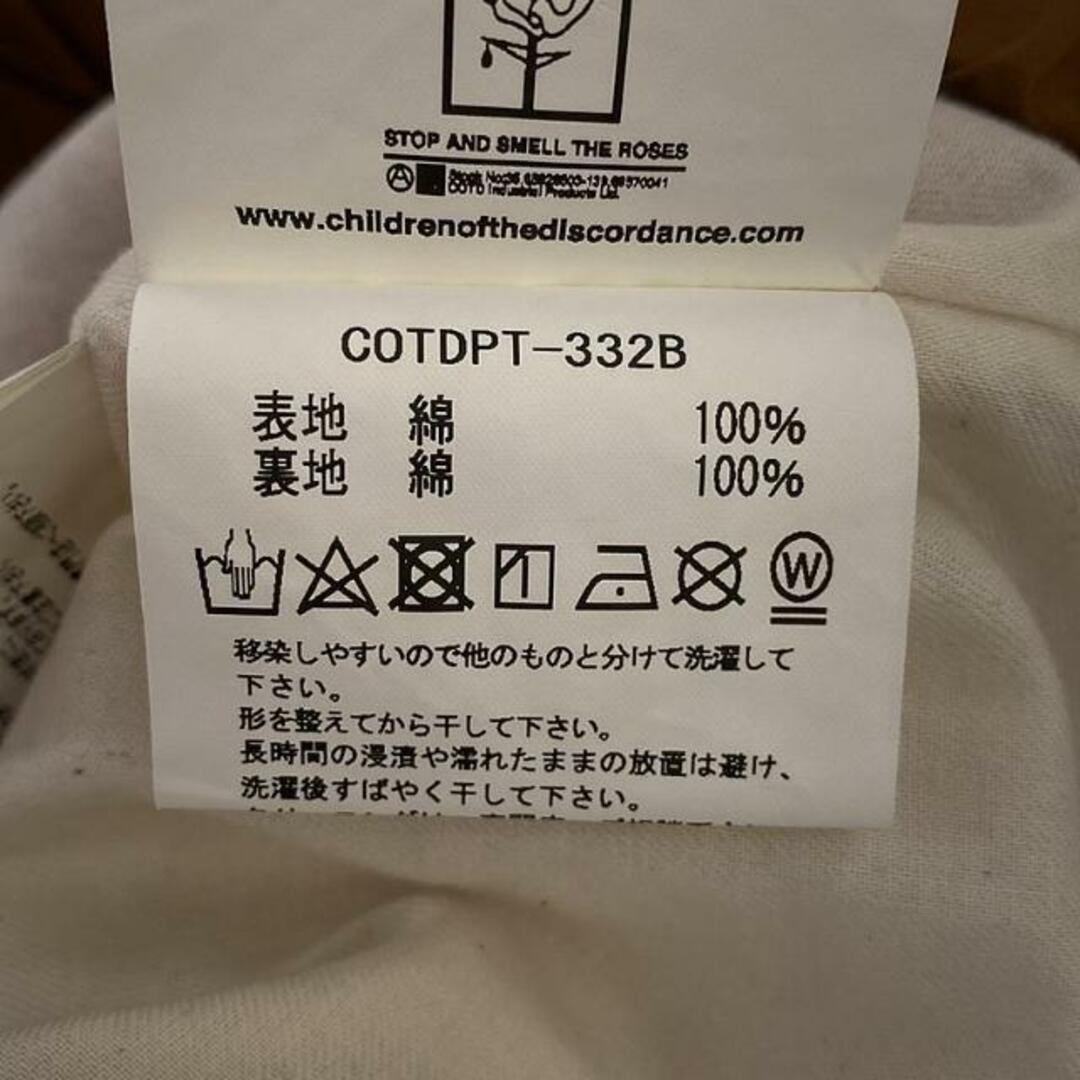 STOP AND SMELL THE ROSES
COTD Industrial Products Ltd.
www.childrenofthediscordance.com
COTDPT-332B
表地 綿 100%
裏地 綿 100%
W
移染しやすいので他のものと分けて洗濯して
下さい。
形を整えてから干して下さい。
長時間の浸漬や濡れたままの放置は避け、
洗濯後すばやく干して下さい。